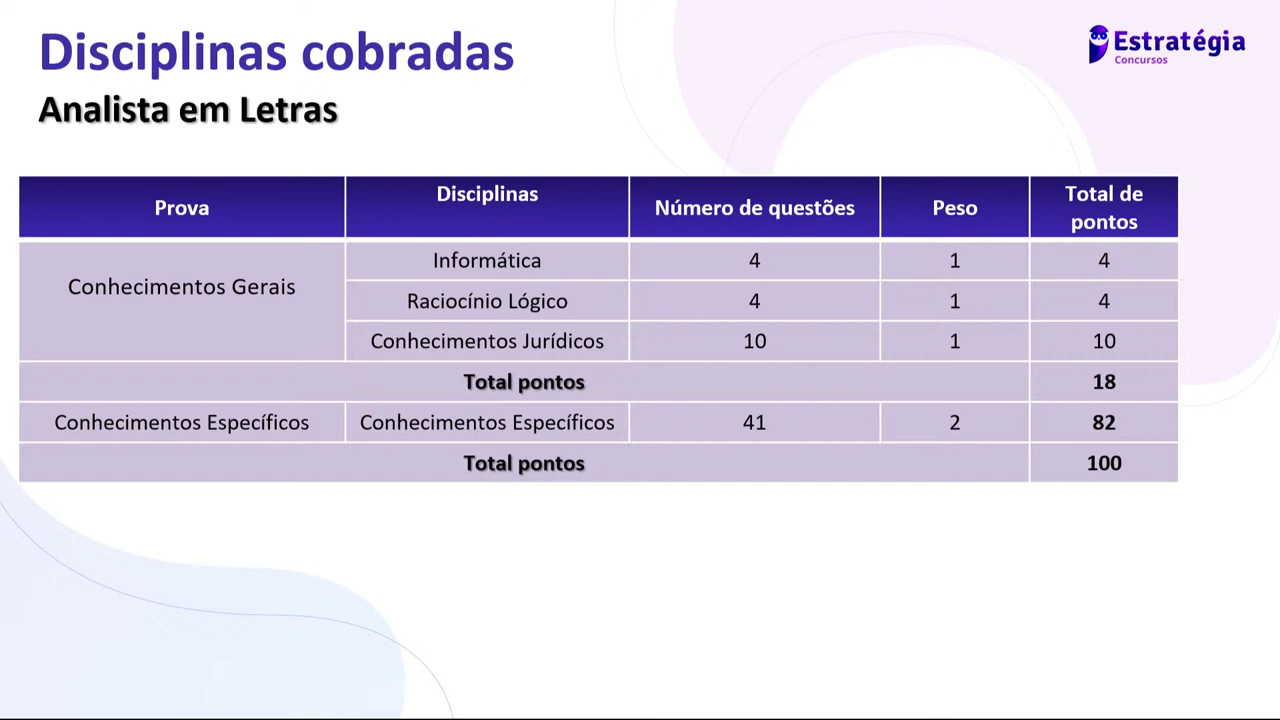 Disciplinas cobradas
Estratégia
Concursos
Analista em Letras
Prova Disciplinas Número de questões Peso Total de pontos
Conhecimentos Gerais
Informática 4 1 4
Raciocínio Lógico 4 1 4
Conhecimentos Jurídicos 10 1 10
Total pontos 18
Conhecimentos Específicos Conhecimentos Específicos 41 2 82
Total pontos 100